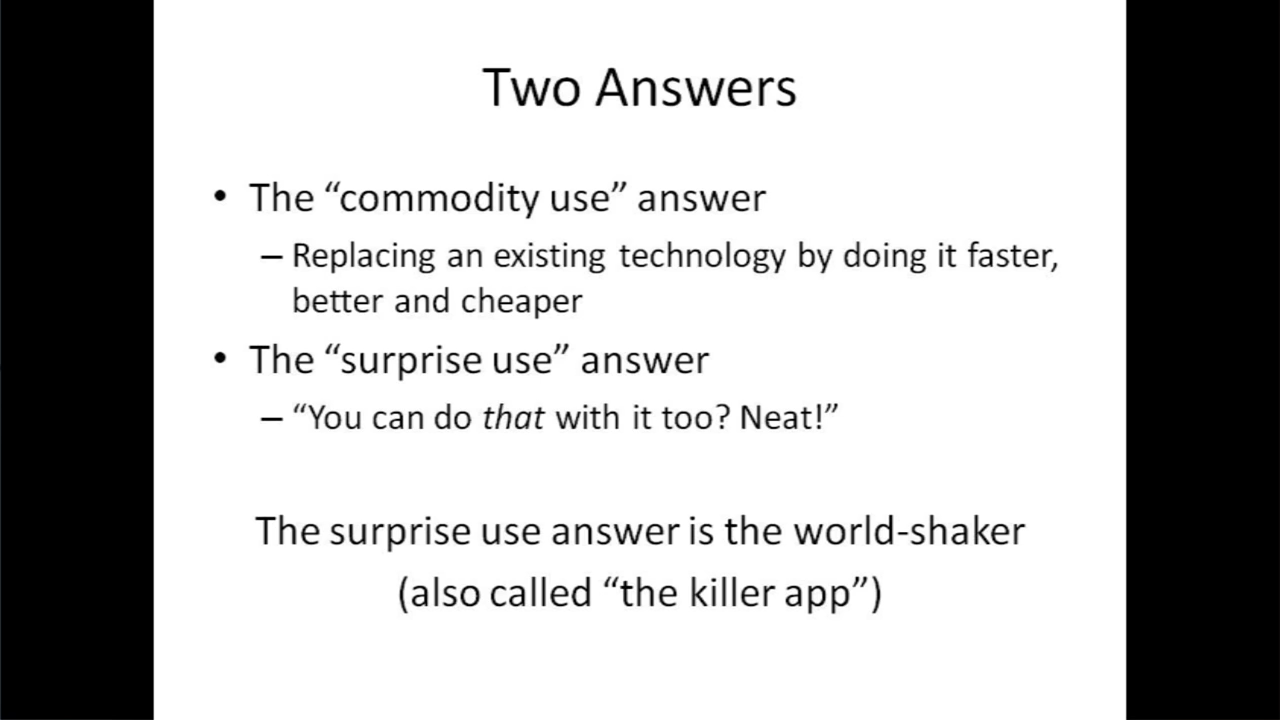 Two Answers
• The “commodity use” answer
– Replacing an existing technology by doing it faster,
better and cheaper
• The “surprise use” answer
– “You can do that with it too? Neat!”
The surprise use answer is the world-shaker
(also called “the killer app”)